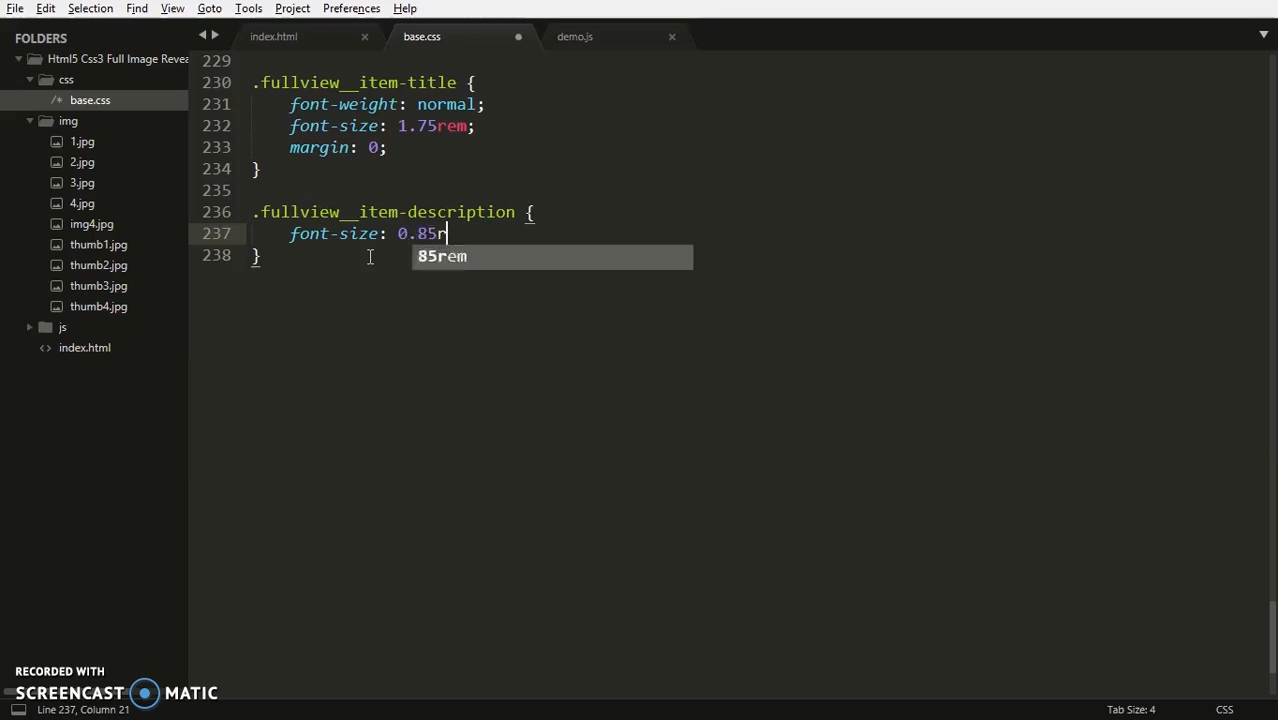 File Edit Selection Find View Goto Tools Project Preferences Help
FOLDERS
Html5 Css3 Full Image Revea
css
/* base.css
img
1.jpg
2.jpg
3.jpg
4.jpg
img4.jpg
thumb1.jpg
thumb2.jpg
thumb3.jpg
thumb4.jpg
js
<> index.html
index.html × base.css demo.js ×
229
230 .fullview__item-title {
231 font-weight: normal;
232 font-size: 1.75rem;
233 margin: 0;
234 }
235
236 .fullview__item-description {
237 font-size: 0.85r
85rem
238 }
RECORDED WITH
SCREENCAST MATIC
Line 237, Column 21 Tab Size: 4 CSS